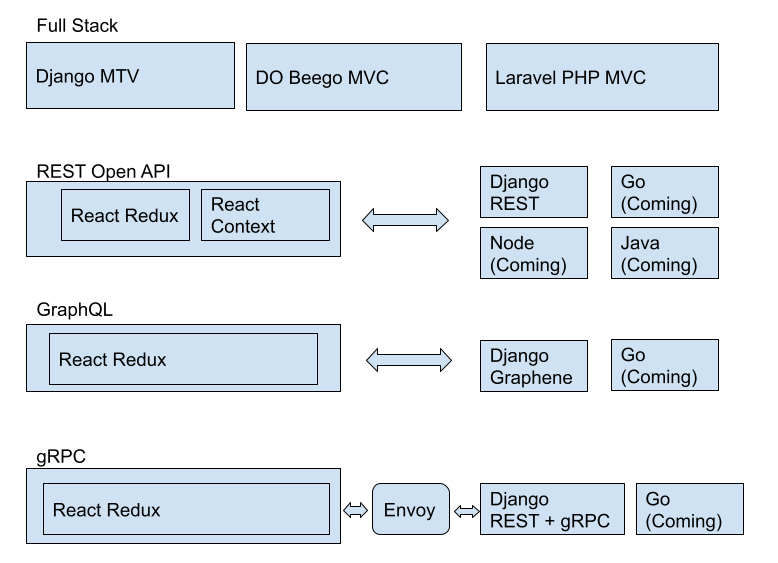 Full Stack
Django MTV
DO Beego MVC
Laravel PHP MVC
REST Open API
React Redux
React
Context
Django
REST
Go
(Coming)
Node
(Coming)
Java
(Coming)
GraphQL
React Redux
Django
Graphene
Go
(Coming)
gRPC
React Redux
Envoy
Django
REST + gRPC
Go
(Coming)